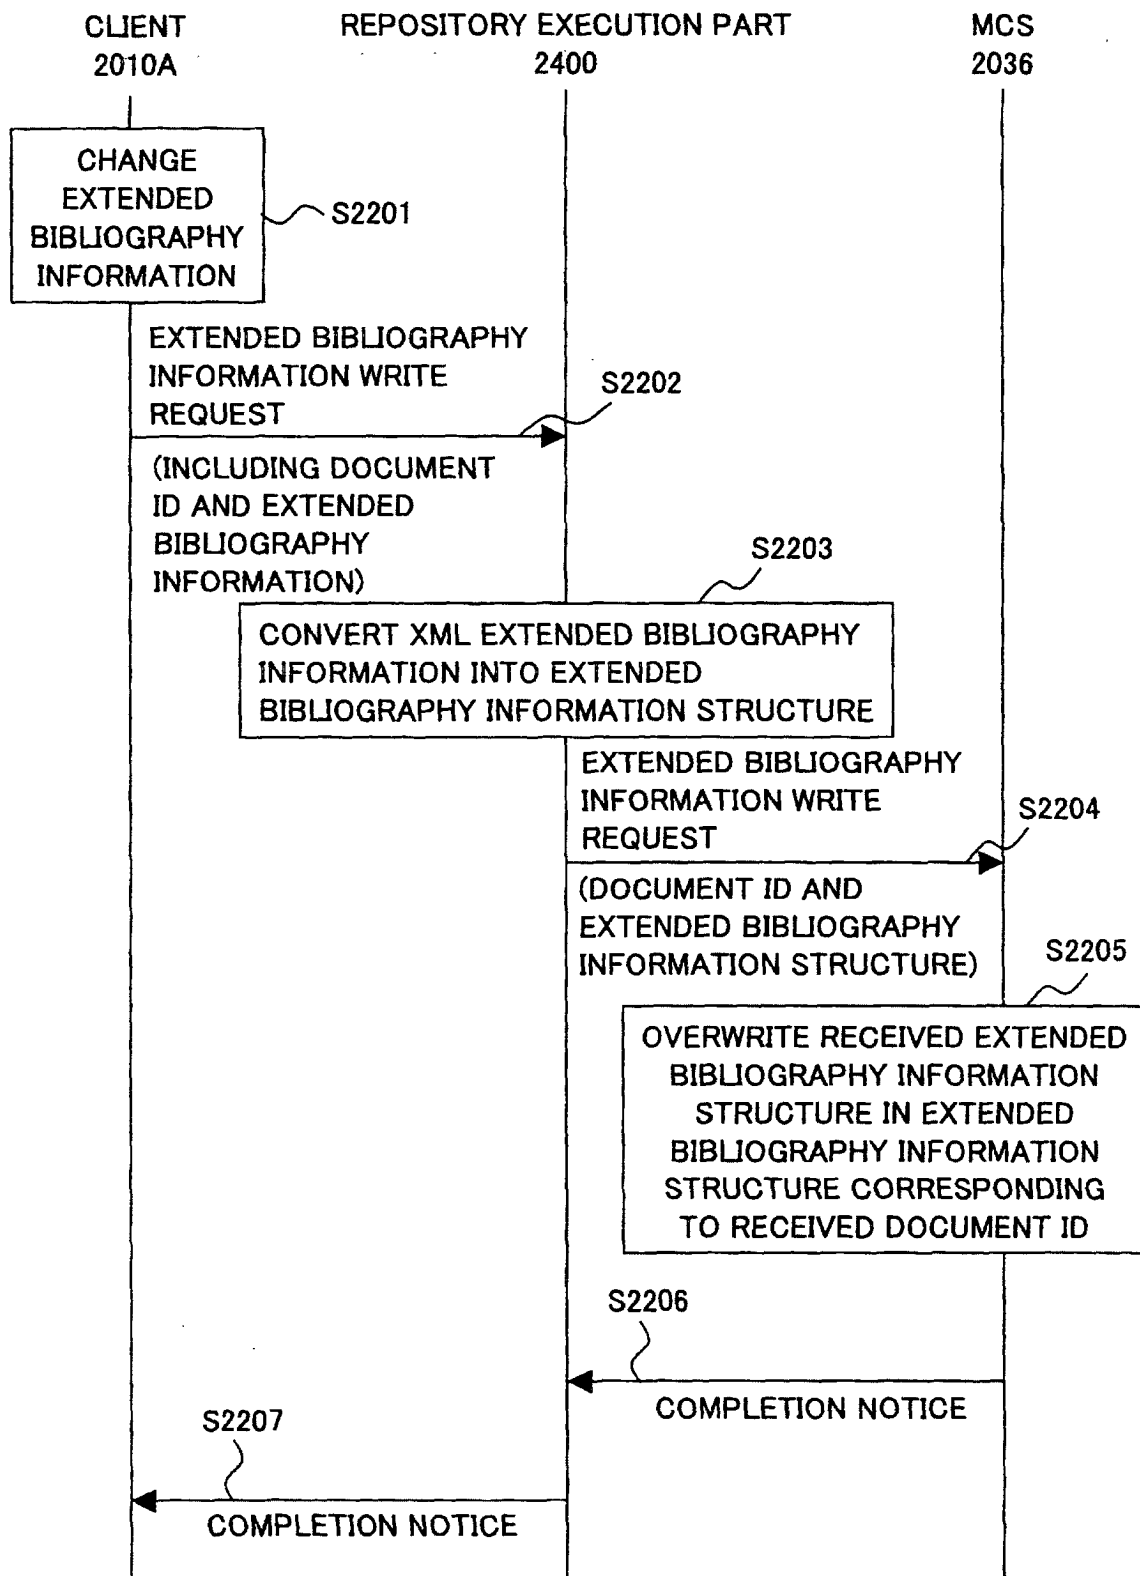 CLIENT
2010A
REPOSITORY EXECUTION PART
2400
MCS
2036
CHANGE
EXTENDED
BIBLIOGRAPHY
INFORMATION
S2201
EXTENDED BIBLIOGRAPHY
INFORMATION WRITE
REQUEST
S2202
(INCLUDING DOCUMENT
ID AND EXTENDED
BIBLIOGRAPHY
INFORMATION)
S2203
CONVERT XML EXTENDED BIBLIOGRAPHY
INFORMATION INTO EXTENDED
BIBLIOGRAPHY INFORMATION STRUCTURE
EXTENDED BIBLIOGRAPHY
INFORMATION WRITE
REQUEST
S2204
(DOCUMENT ID AND
EXTENDED BIBLIOGRAPHY
INFORMATION STRUCTURE)
S2205
OVERWRITE RECEIVED EXTENDED
BIBLIOGRAPHY INFORMATION
STRUCTURE IN EXTENDED
BIBLIOGRAPHY INFORMATION
STRUCTURE CORRESPONDING
TO RECEIVED DOCUMENT ID
S2206
COMPLETION NOTICE
S2207
COMPLETION NOTICE